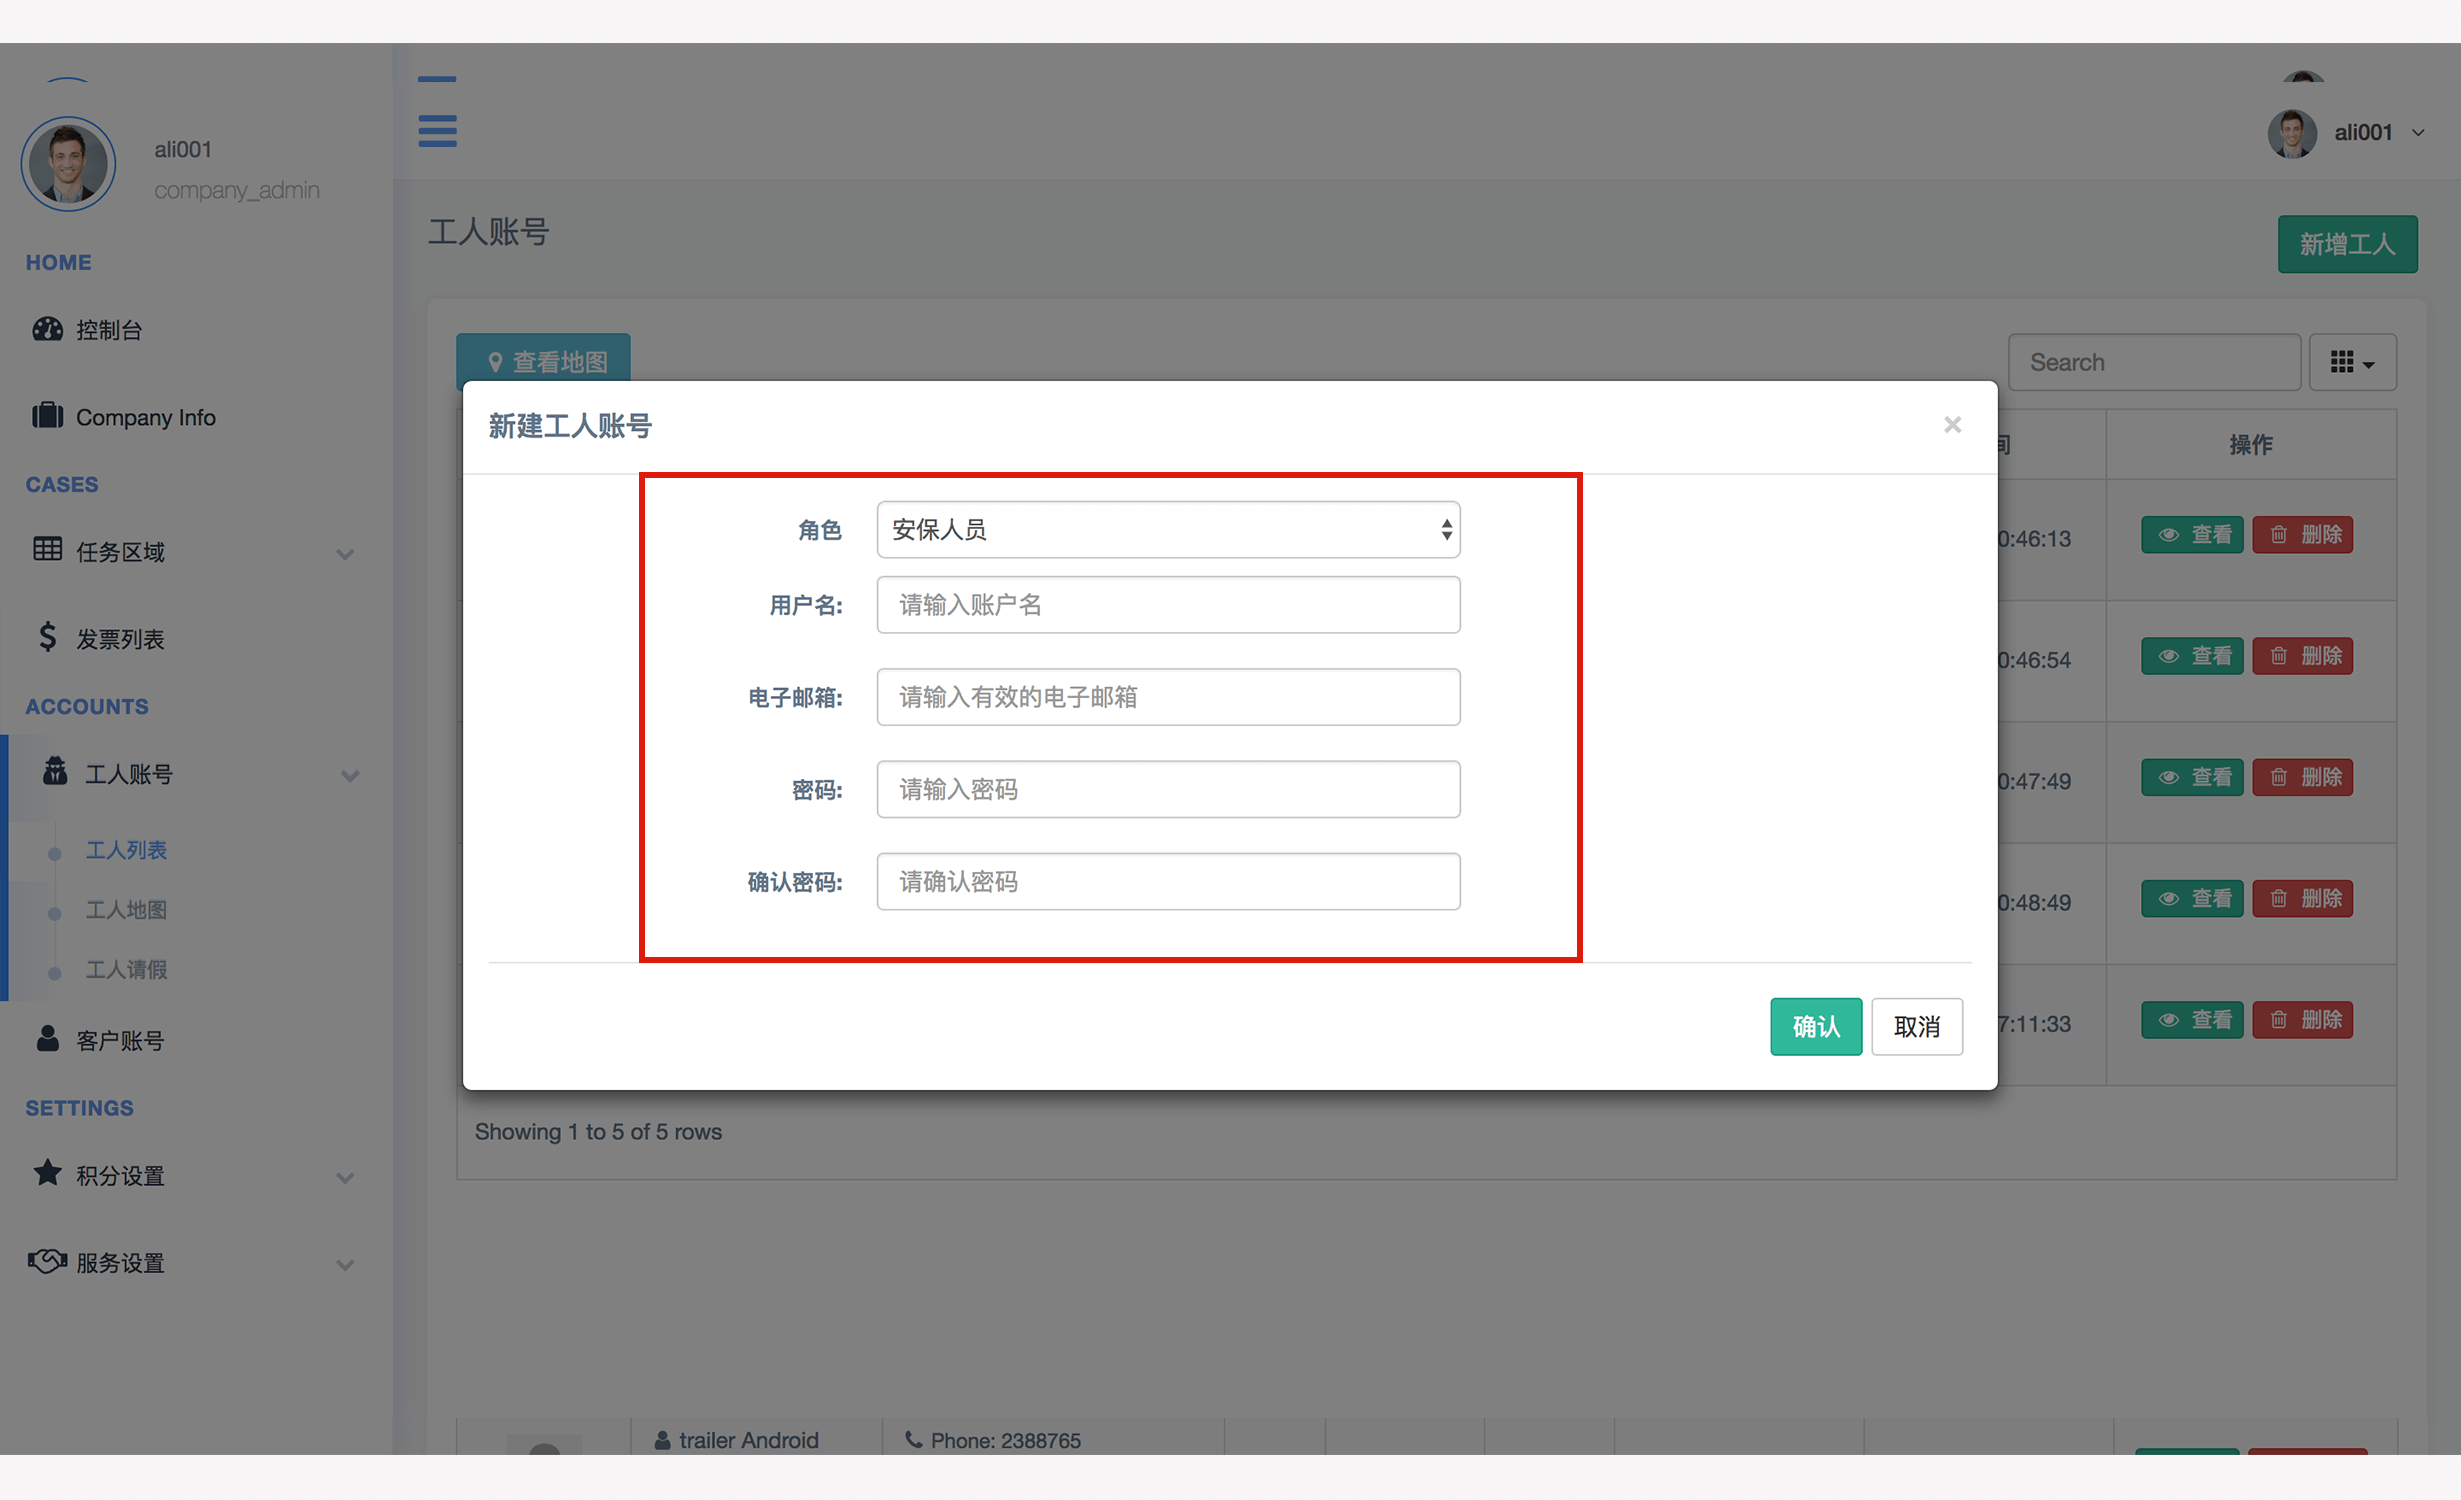 ali001
company_admin
HOME
控制台
Company Info
CASES
任务区域
发票列表
ACCOUNTS
工人账号
工人列表
工人地图
工人请假
客户账号
SETTINGS
积分设置
服务设置
ali001
工人账号
新增工人
查看地图
Search
新建工人账号
×
角色
安保人员
用户名:
请输入账户名
电子邮箱:
请输入有效的电子邮箱
密码:
请输入密码
确认密码:
请确认密码
确认
取消
间
操作
0:46:13
查看
删除
0:46:54
查看
删除
0:47:49
查看
删除
0:48:49
查看
删除
7:11:33
查看
删除
Showing 1 to 5 of 5 rows
trailer Android
Phone: 2388765